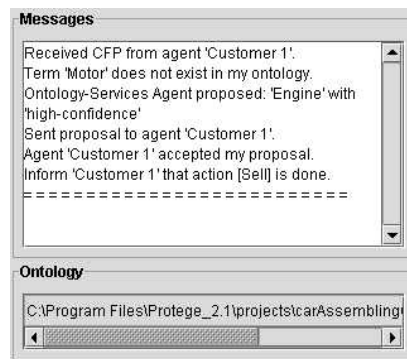 Messages
Received CFP from agent 'Customer 1'.
Term 'Motor' does not exist in my ontology.
Ontology-Services Agent proposed: 'Engine' with
'high-confidence'
Sent proposal to agent 'Customer 1'.
Agent 'Customer 1' accepted my proposal.
Inform 'Customer 1' that action [Sell] is done.
= = = = = = = = = = = = = = = = = = = = = = = = = =
Ontology
C:\Program Files\Protege_2.1\projects\carAssembling